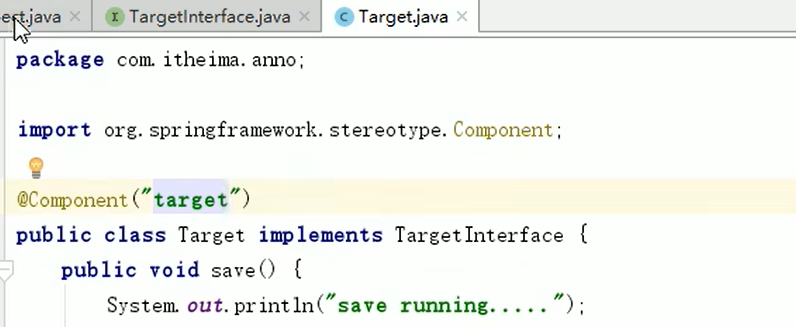 ect.java TargetInterface.java Target.java
package com.itheima.anno;
import org.springframework.stereotype.Component;
@Component("target")
public class Target implements TargetInterface {
public void save() {
System.out.println("save running.....");